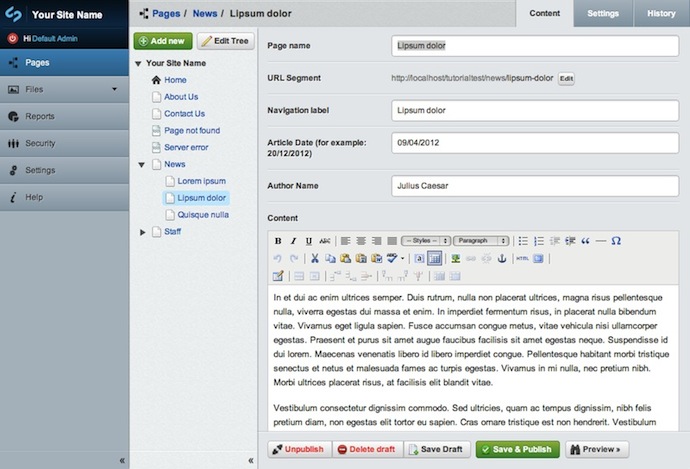 Your Site Name
Hi Default Admin
Pages
Files
Reports
Security
Settings
Help
Pages / News / Lipsum dolor
Content
Settings
History
Add new
Edit Tree
Your Site Name
Home
About Us
Contact Us
Page not found
Server error
News
Lorem ipsum
Lipsum dolor
Quisque nulla
Staff
Page name
Lipsum dolor
URL Segment
http://localhost/tutorialtest/news/lipsum-dolor
Edit
Navigation label
Lipsum dolor
Article Date (for example:
20/12/2012)
09/04/2012
Author Name
Julius Caesar
Content
B I U ABC
-- Styles --
Paragraph
HTML
In et dui ac enim ultrices semper. Duis rutrum, nulla non placerat ultrices, magna risus pellentesque
nulla, viverra egestas dui massa et enim. In imperdiet fermentum risus, in placerat nulla bibendum
vitae. Vivamus eget ligula sapien. Fusce accumsan congue metus, vitae vehicula nisi ullamcorper
egestas. Praesent et purus sit amet augue faucibus facilisis sit amet egestas neque. Suspendisse id
dui lorem. Maecenas venenatis libero id libero imperdiet congue. Pellentesque habitant morbi tristique
senectus et netus et malesuada fames ac turpis egestas. Vivamus in mi nulla, nec pretium nibh.
Morbi ultrices placerat risus, at facilisis elit blandit vitae.
Vestibulum consectetur dignissim commodo. Sed ultricies, quam ac tempus dignissim, nibh felis
pretium diam, non egestas elit tortor eu sapien. Cras ornare tristique est non hendrerit. Vestibulum
«
«
Unpublish
Delete draft
Save Draft
Save & Publish
Preview »